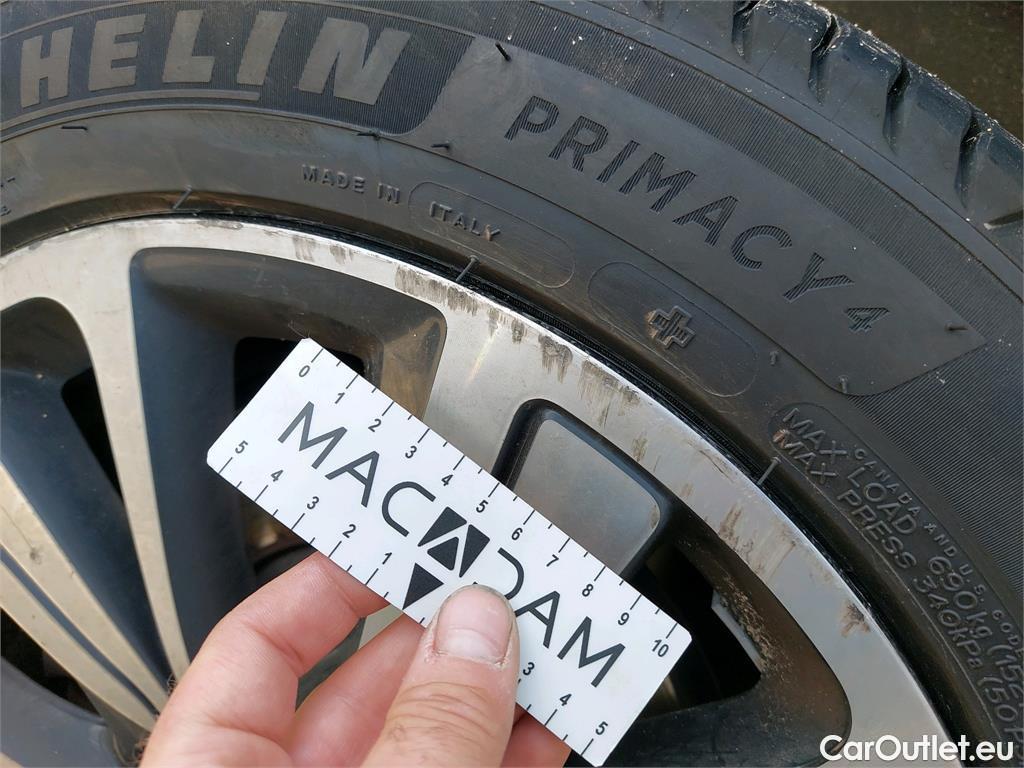 HELIN
PRIMACY 4
MADE IN ITALY
CANADA AND U.S. CODE
MAX LOAD 690kg
MAX PRESS 340kPa
0 1 2 3 4 5 6 7 8 9 10
MACADAM
5 4 3 2 1
3 4 5
CarOutlet.eu